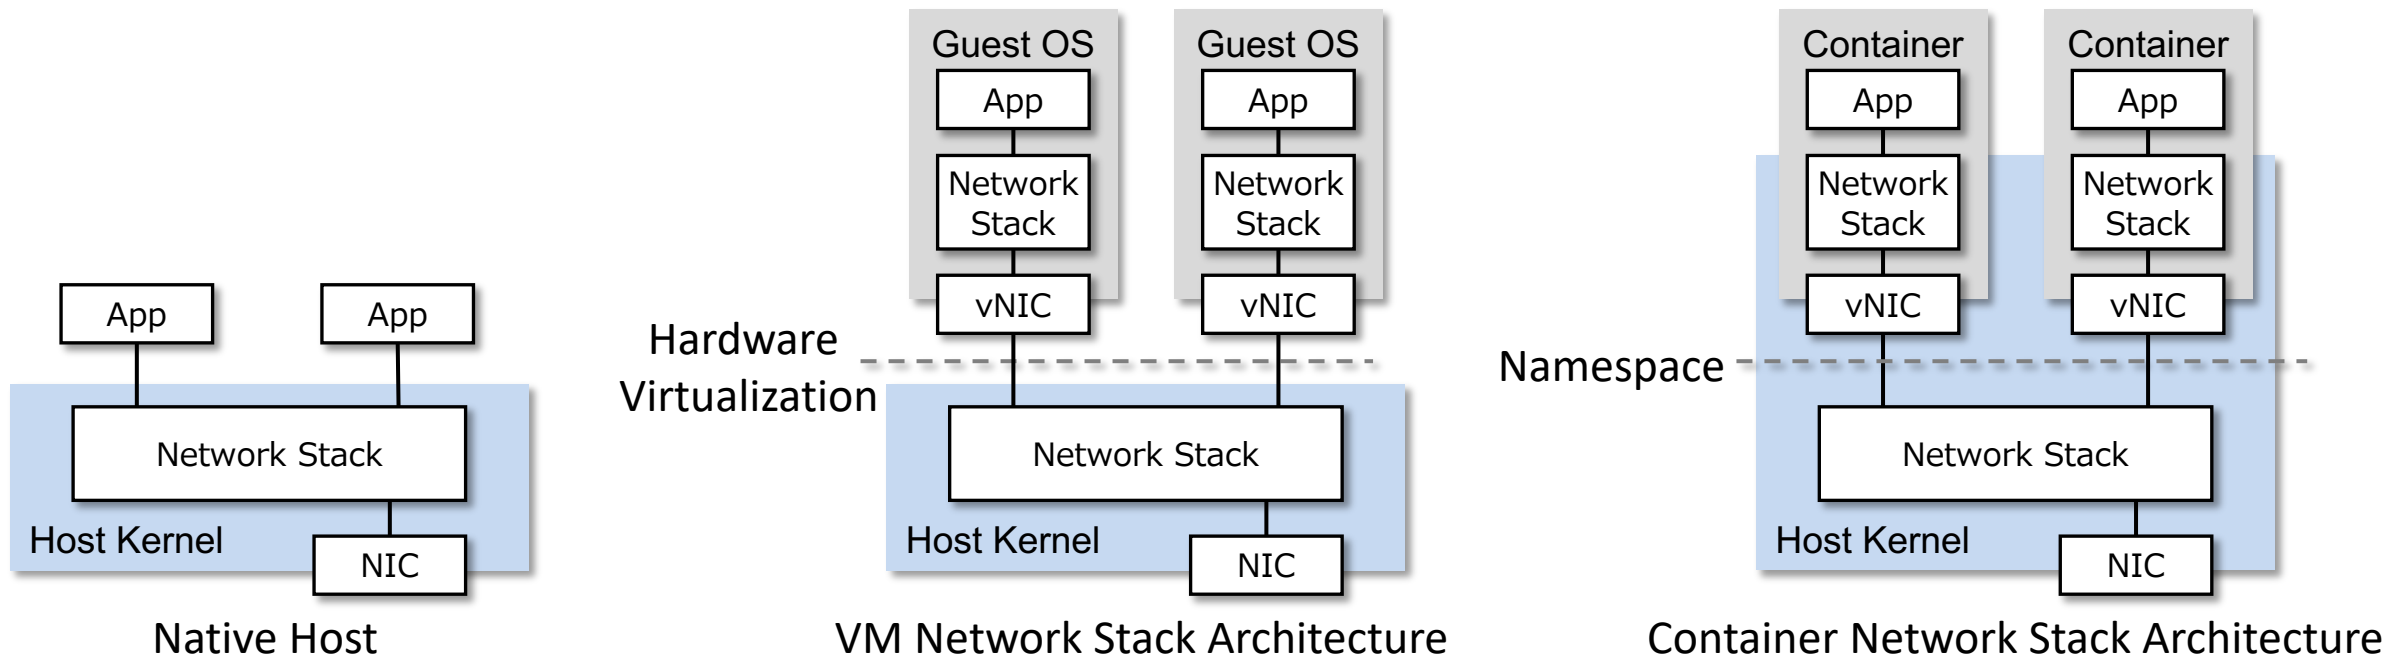 App
App
Network Stack
Host Kernel
NIC
Native Host
Guest OS
App
Network
Stack
vNIC
Guest OS
App
Network
Stack
vNIC
Hardware
Virtualization
Network Stack
Host Kernel
NIC
VM Network Stack Architecture
Container
App
Network
Stack
vNIC
Container
App
Network
Stack
vNIC
Namespace
Network Stack
Host Kernel
NIC
Container Network Stack Architecture